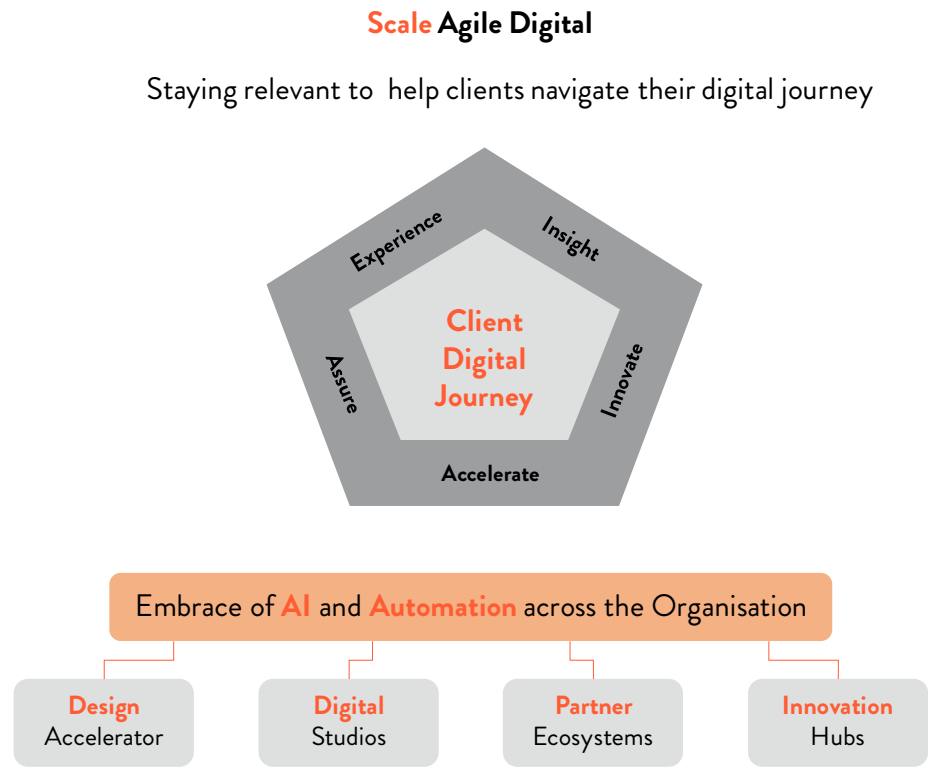 Scale Agile Digital
Staying relevant to help clients navigate their digital journey
Experience
Insight
Client
Digital
Journey
Assure
Innovate
Accelerate
Embrace of AI and Automation across the Organisation
Design
Accelerator
Digital
Studios
Partner
Ecosystems
Innovation
Hubs